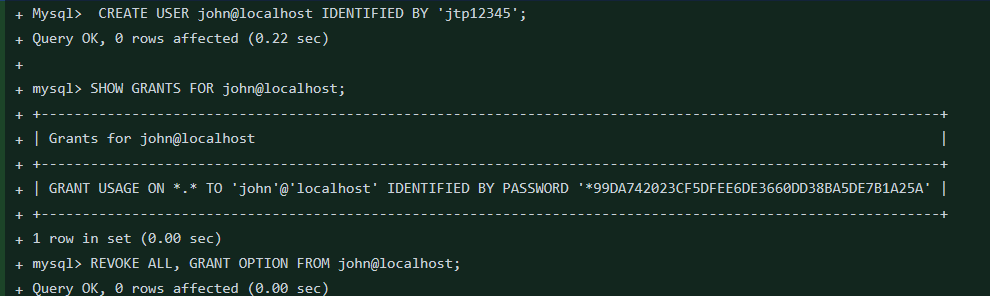 + Mysql>  CREATE USER john@localhost IDENTIFIED BY 'jtp12345';
+ Query OK, 0 rows affected (0.22 sec)
+
+ mysql> SHOW GRANTS FOR john@localhost;
+ +-------------------------------------------------------------------------------------------------------------+
+ | Grants for john@localhost                                                                                   |
+ +-------------------------------------------------------------------------------------------------------------+
+ | GRANT USAGE ON *.* TO 'john'@'localhost' IDENTIFIED BY PASSWORD '*99DA742023CF5DFEE6DE3660DD38BA5DE7B1A25A' |
+ +-------------------------------------------------------------------------------------------------------------+
+ 1 row in set (0.00 sec)
+ mysql> REVOKE ALL, GRANT OPTION FROM john@localhost;
+ Query OK, 0 rows affected (0.00 sec)